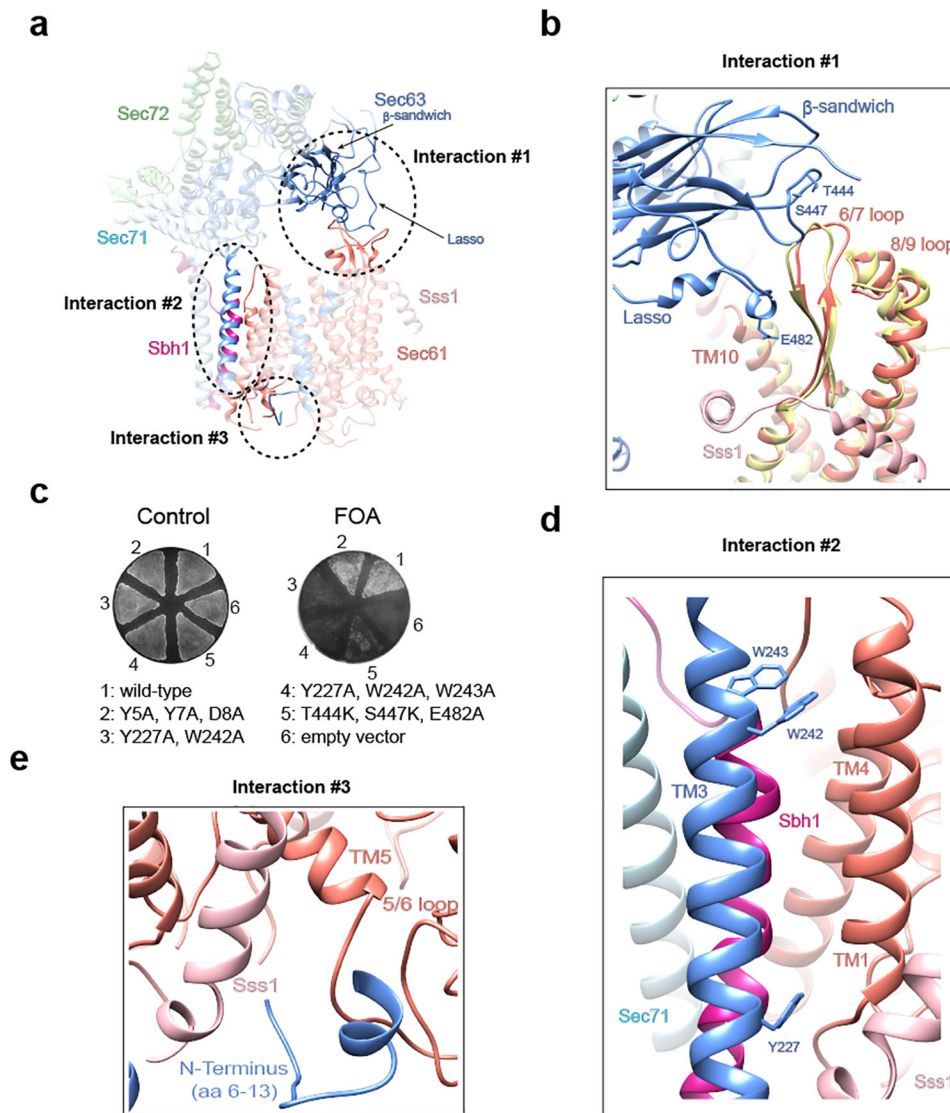 a
Sec72
Sec63
β-sandwich
Interaction #1
Lasso
Sec71
Interaction #2
Sbh1
Sss1
Sec61
Interaction #3
b
Interaction #1
β-sandwich
T444
S447
6/7 loop
8/9 loop
Lasso
E482
TM10
Sss1
c
Control
FOA
2
1
3
6
4
5
2
1
3
6
4
5
1: wild-type
2: Y5A, Y7A, D8A
3: Y227A, W242A
4: Y227A, W242A, W243A
5: T444K, S447K, E482A
6: empty vector
d
Interaction #2
W243
W242
TM3
TM4
Sbh1
TM1
Sec71
Y227
Sss1
e
Interaction #3
TM5
5/6 loop
Sss1
N-Terminus
(aa 6-13)